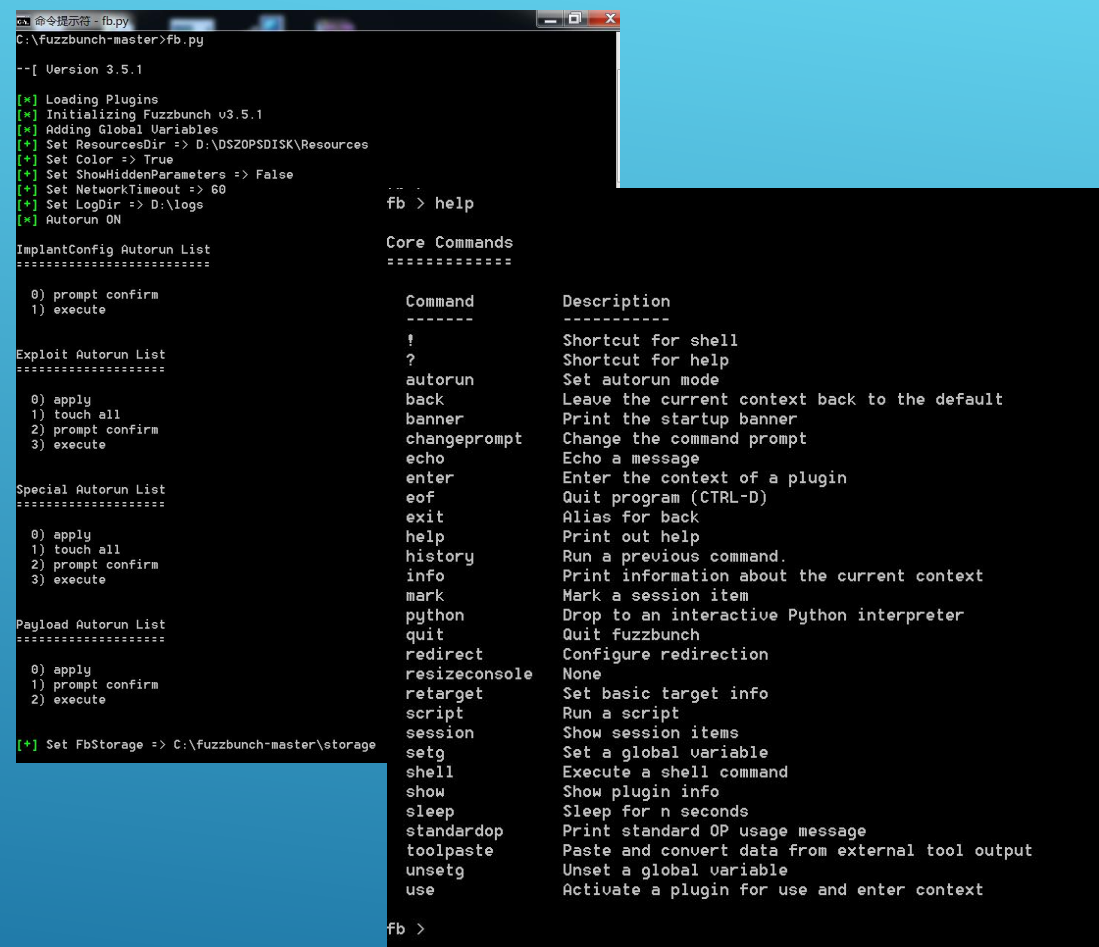 命令提示符 - fb.py
C:\fuzzbunch-master>fb.py
--[ Version 3.5.1
[*] Loading Plugins
[*] Initializing Fuzzbunch v3.5.1
[*] Adding Global Variables
[+] Set ResourcesDir => D:\DSZOPSDISK\Resources
[+] Set Color => True
[+] Set ShowHiddenParameters => False
[+] Set NetworkTimeout => 60
[+] Set LogDir => D:\logs
[*] Autorun ON
ImplantConfig Autorun List
==========================
0) prompt confirm
1) execute
Exploit Autorun List
====================
0) apply
1) touch all
2) prompt confirm
3) execute
Special Autorun List
====================
0) apply
1) touch all
2) prompt confirm
3) execute
Payload Autorun List
====================
0) apply
1) prompt confirm
2) execute
[+] Set FbStorage => C:\fuzzbunch-master\storage
fb > help
Core Commands
=============
Command Description
------- -----------
! Shortcut for shell
? Shortcut for help
autorun Set autorun mode
back Leave the current context back to the default
banner Print the startup banner
changeprompt Change the command prompt
echo Echo a message
enter Enter the context of a plugin
eof Quit program (CTRL-D)
exit Alias for back
help Print out help
history Run a previous command.
info Print information about the current context
mark Mark a session item
python Drop to an interactive Python interpreter
quit Quit fuzzbunch
redirect Configure redirection
resizeconsole None
retarget Set basic target info
script Run a script
session Show session items
setg Set a global variable
shell Execute a shell command
show Show plugin info
sleep Sleep for n seconds
standardop Print standard OP usage message
toolpaste Paste and convert data from external tool output
unsetg Unset a global variable
use Activate a plugin for use and enter context
fb >